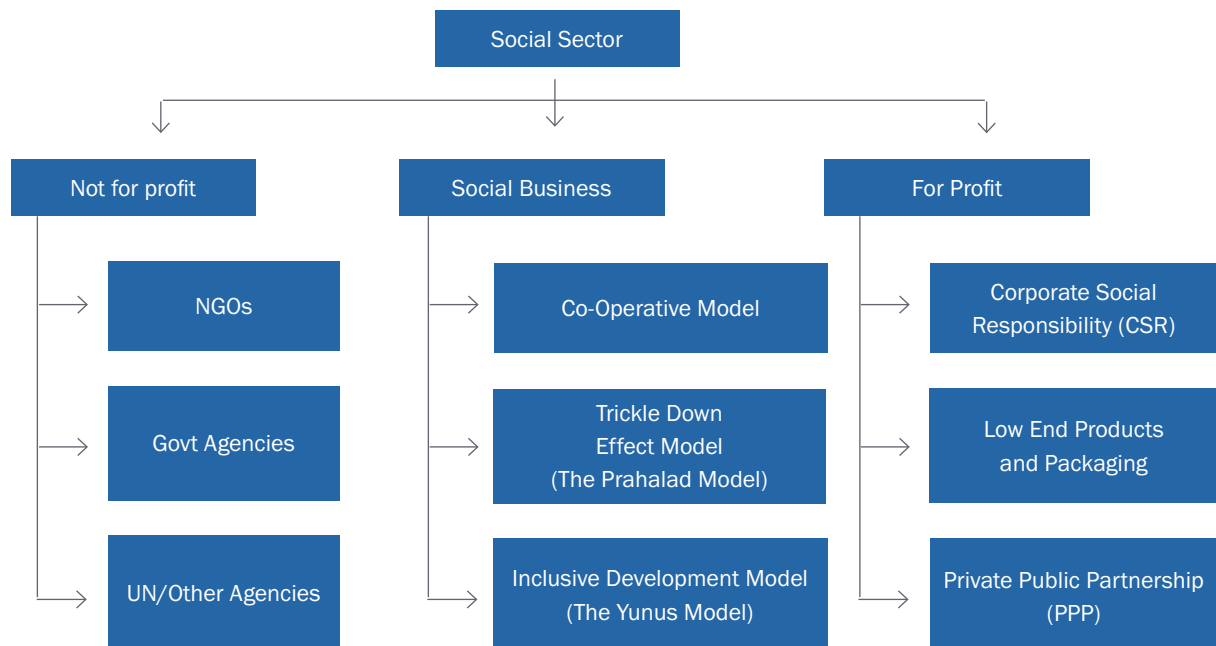 Social Sector
Not for profit
Social Business
For Profit
NGOs
Co-Operative Model
Corporate Social
Responsibility (CSR)
Govt Agencies
Trickle Down
Effect Model
(The Prahalad Model)
Low End Products
and Packaging
UN/Other Agencies
Inclusive Development Model
(The Yunus Model)
Private Public Partnership
(PPP)